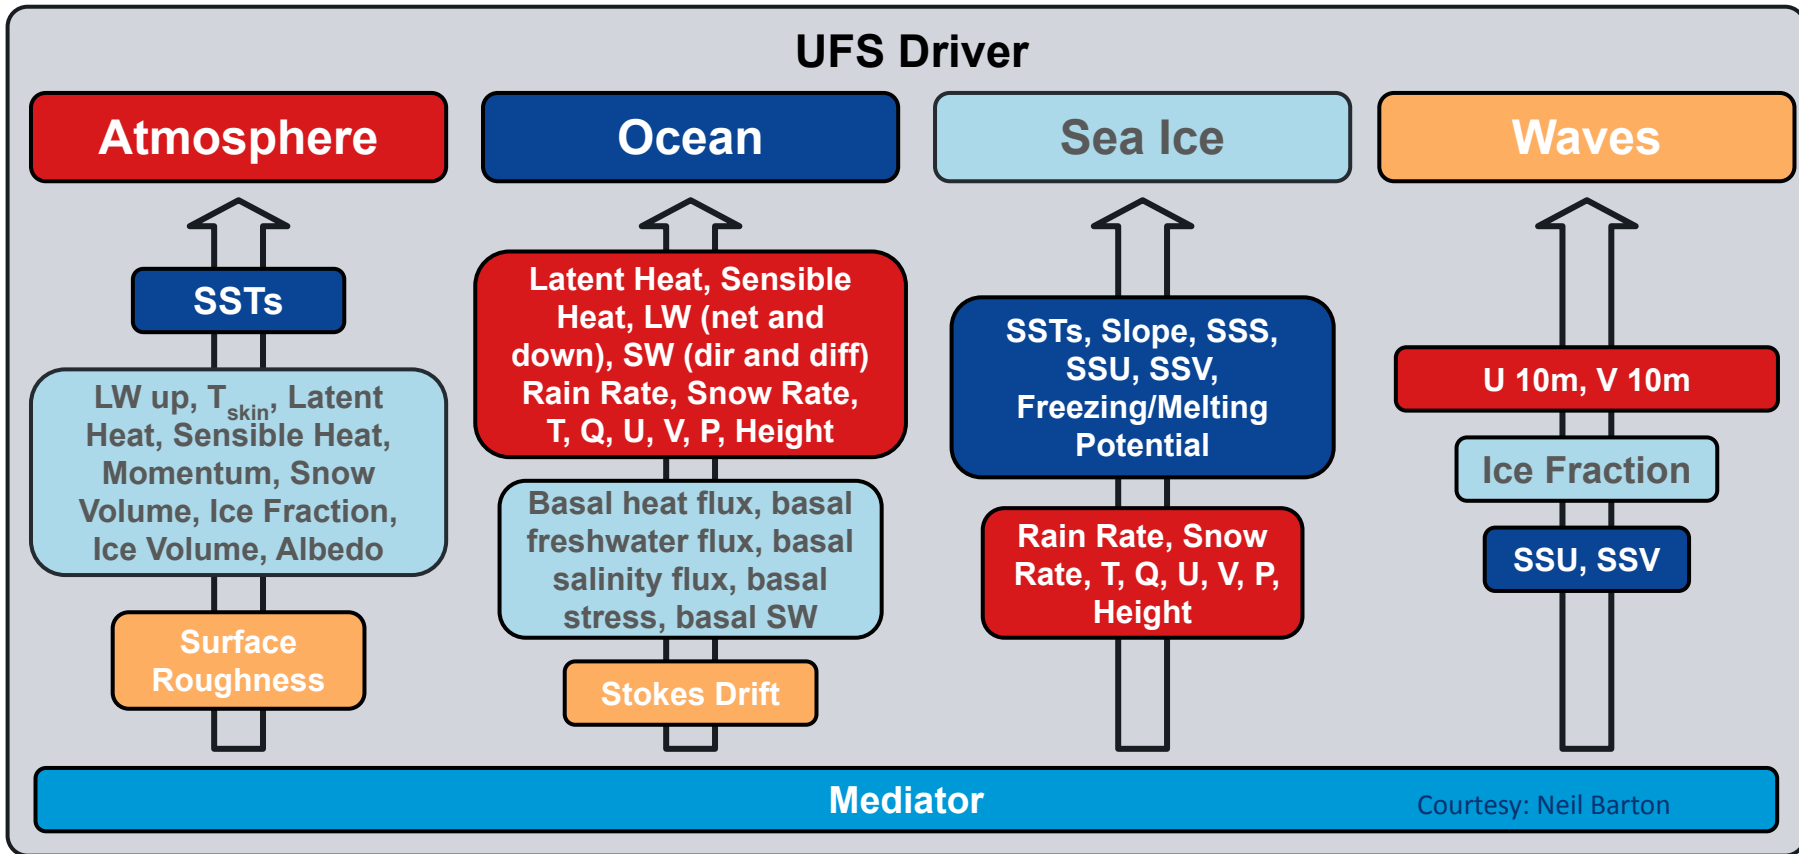 UFS Driver
Atmosphere
Ocean
Sea Ice
Waves
SSTs
LW up, Tskin, Latent
Heat, Sensible Heat,
Momentum, Snow
Volume, Ice Fraction,
Ice Volume, Albedo
Surface
Roughness
Latent Heat, Sensible
Heat, LW (net and
down), SW (dir and diff)
Rain Rate, Snow Rate,
T, Q, U, V, P, Height
Basal heat flux, basal
freshwater flux, basal
salinity flux, basal
stress, basal SW
Stokes Drift
SSTs, Slope, SSS,
SSU, SSV,
Freezing/Melting
Potential
Rain Rate, Snow
Rate, T, Q, U, V, P,
Height
U 10m, V 10m
Ice Fraction
SSU, SSV
Mediator
Courtesy: Neil Barton